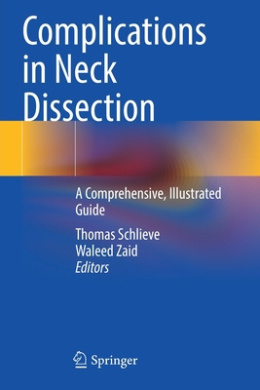 Complications
in Neck
Dissection
A Comprehensive, Illustrated
Guide
Thomas Schlieve
Waleed Zaid
Editors
Springer